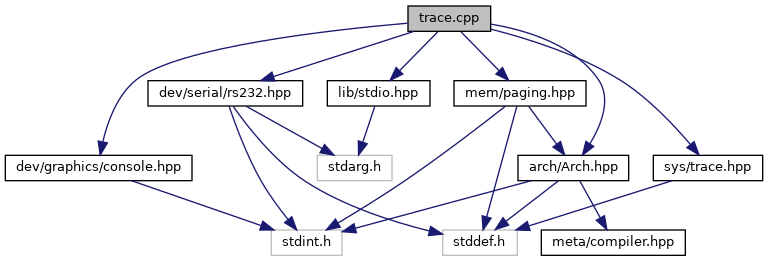 trace.cpp
dev/serial/rs232.hpp
lib/stdio.hpp
mem/paging.hpp
dev/graphics/console.hpp
stdarg.h
arch/Arch.hpp
sys/trace.hpp
stdint.h
stddef.h
meta/compiler.hpp